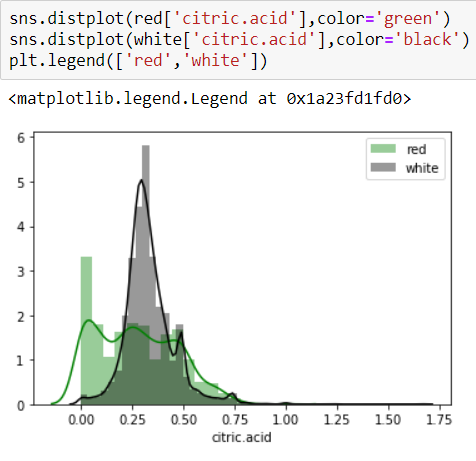 sns.distplot(red['citric.acid'],color='green')
sns.distplot(white['citric.acid'],color='black')
plt.legend(['red','white'])
<matplotlib.legend.Legend at 0x1a23fd1fd0>
6
5
4
3
2
1
0
red
white
0.00 0.25 0.50 0.75 1.00 1.25 1.50 1.75
citric.acid